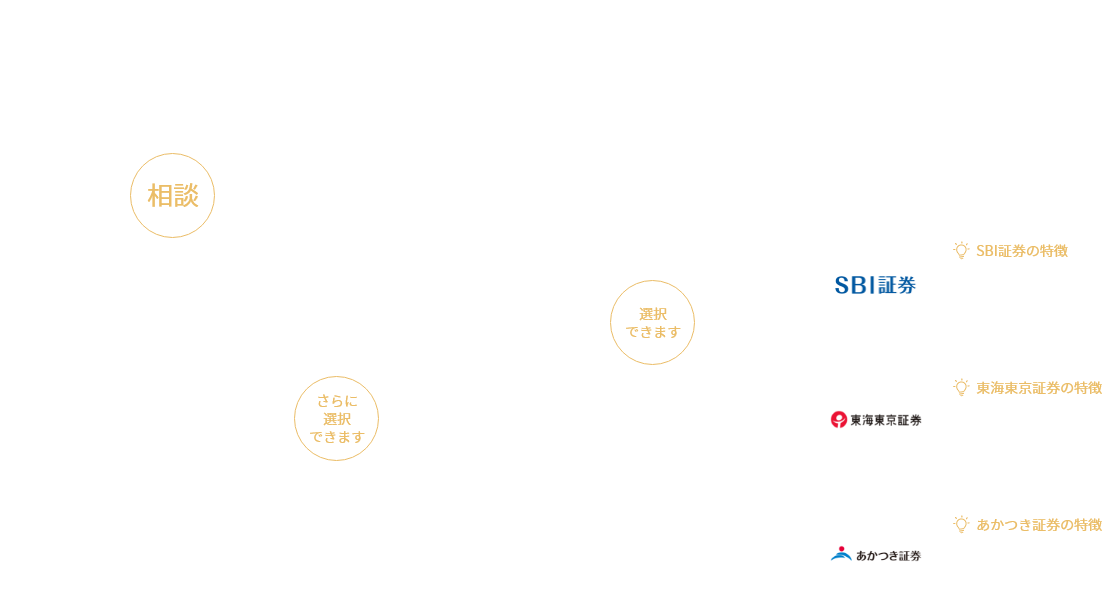 相談
SBI証券の特徴
SBI証券
選択
できます
東海東京証券の特徴
さらに
選択
できます
東海東京証券
あかつき証券の特徴
あかつき証券